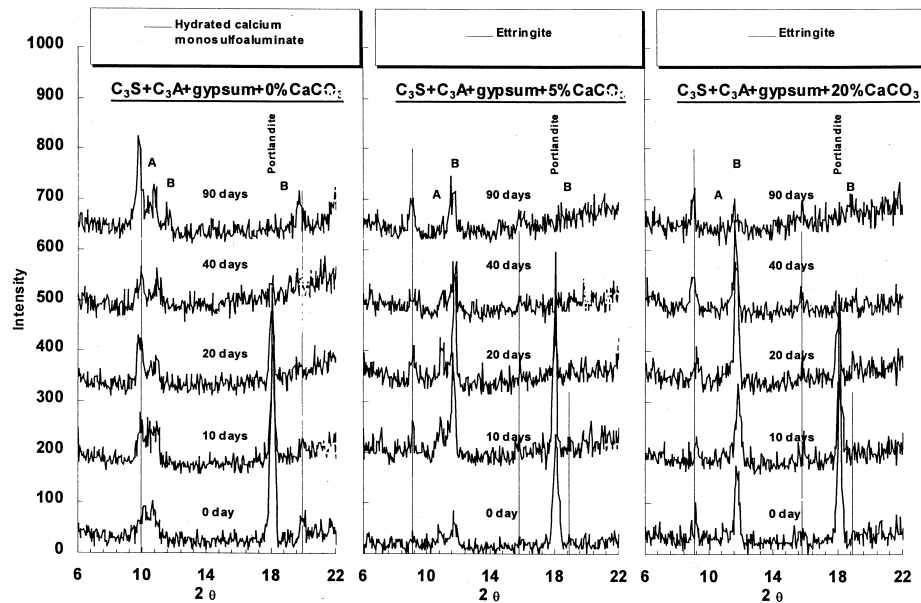 Hydrated calcium
monosulfoaluminate
Ettringite
Ettringite
C₃S+C₃A+gypsum+0%CaCO₃
C₃S+C₃A+gypsum+5%CaCO₃
C₃S+C₃A+gypsum+20%CaCO₃
Intensity
1000
900
800
700
600
500
400
300
200
100
0
A
B
Portlandite
B
90 days
40 days
20 days
10 days
0 day
6
10
14
18
22
2 θ
A
B
Portlandite
B
90 days
40 days
20 days
10 days
0 day
6
10
14
18
22
2 θ
A
B
Portlandite
B
90 days
40 days
20 days
10 days
0 day
6
10
14
18
22
2 θ